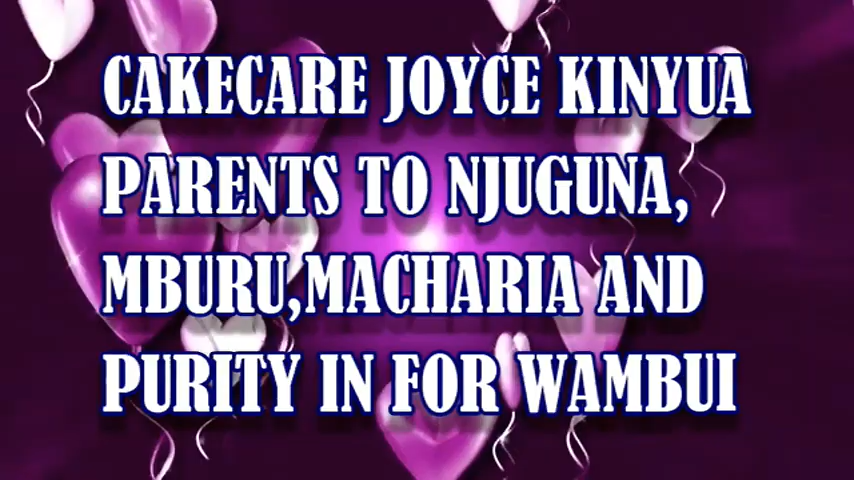 CAKECARE JOYCE KINYUA
PARENTS TO NJUGUNA,
MBURU,MACHARIA AND
PURITY IN FOR WAMBUI